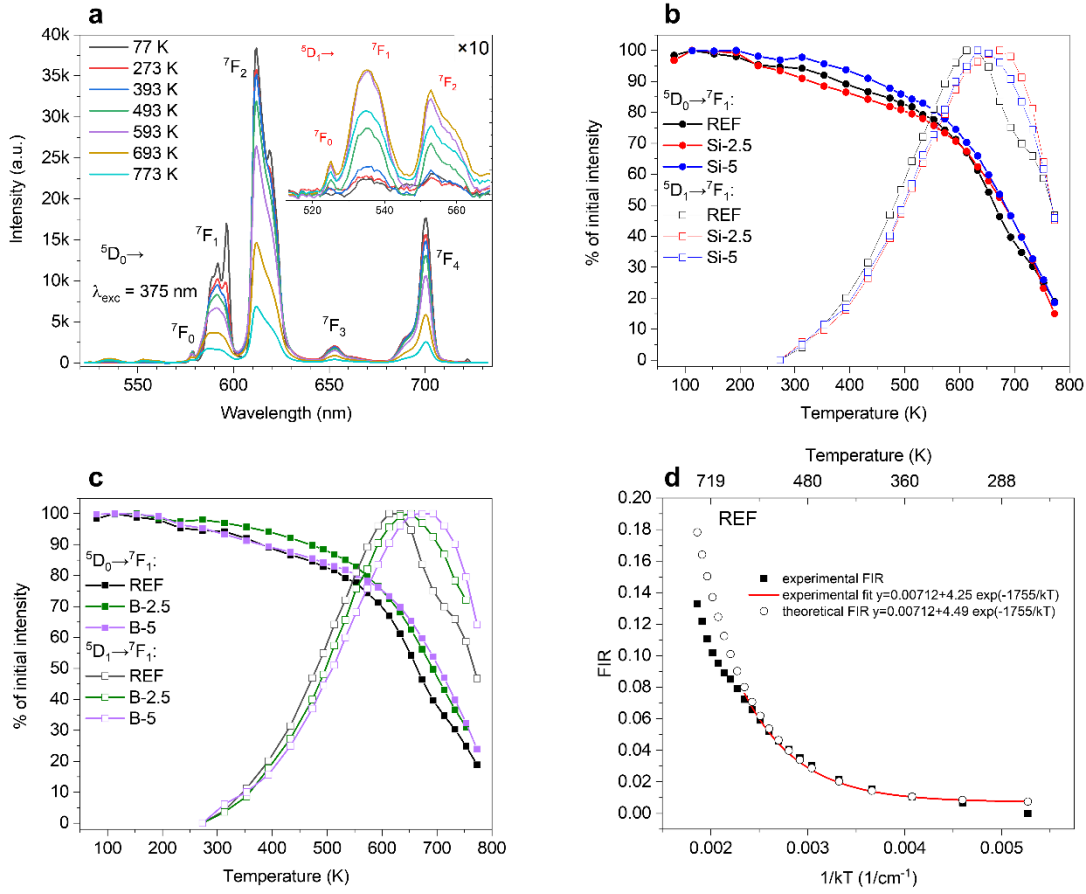 a
40k
35k
30k
25k
20k
15k
10k
5k
0
Intensity (a.u.)
77 K
273 K
393 K
493 K
593 K
693 K
773 K
⁷F₂
⁵D₁→
⁷F₁
×10
⁷F₂
⁷F₀
520
540
560
⁵D₀→
⁷F₁
λexc = 375 nm
⁷F₀
⁷F₃
⁷F₄
550
600
650
700
Wavelength (nm)
b
100
90
80
70
60
50
40
30
20
10
0
% of initial intensity
⁵D₀→⁷F₁:
REF
Si-2.5
Si-5
⁵D₁→⁷F₁:
REF
Si-2.5
Si-5
100
200
300
400
500
600
700
800
Temperature (K)
c
100
90
80
70
60
50
40
30
20
10
0
% of initial intensity
⁵D₀→⁷F₁:
REF
B-2.5
B-5
⁵D₁→⁷F₁:
REF
B-2.5
B-5
0
100
200
300
400
500
600
700
800
Temperature (K)
Temperature (K)
d
719
480
360
288
0.20
0.18
0.16
0.14
0.12
0.10
0.08
0.06
0.04
0.02
0.00
FIR
REF
experimental FIR
experimental fit y=0.00712+4.25 exp(-1755/kT)
theoretical FIR y=0.00712+4.49 exp(-1755/kT)
0.002
0.003
0.004
0.005
1/kT (1/cm⁻¹)